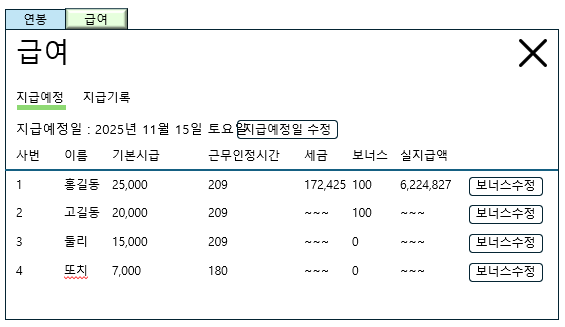 연봉 급여
급여
지급예정 지급기록
지급예정일 : 2025년 11월 15일 토요일 지급예정일 수정
사번 이름 기본시급 근무인정시간 세금 보너스 실지급액
1 홍길동 25,000 209 172,425 100 6,224,827 보너스수정
2 고길동 20,000 209 ~~~ 100 ~~~ 보너스수정
3 둘리 15,000 209 ~~~ 0 ~~~ 보너스수정
4 또치 7,000 180 ~~~ 0 ~~~ 보너스수정